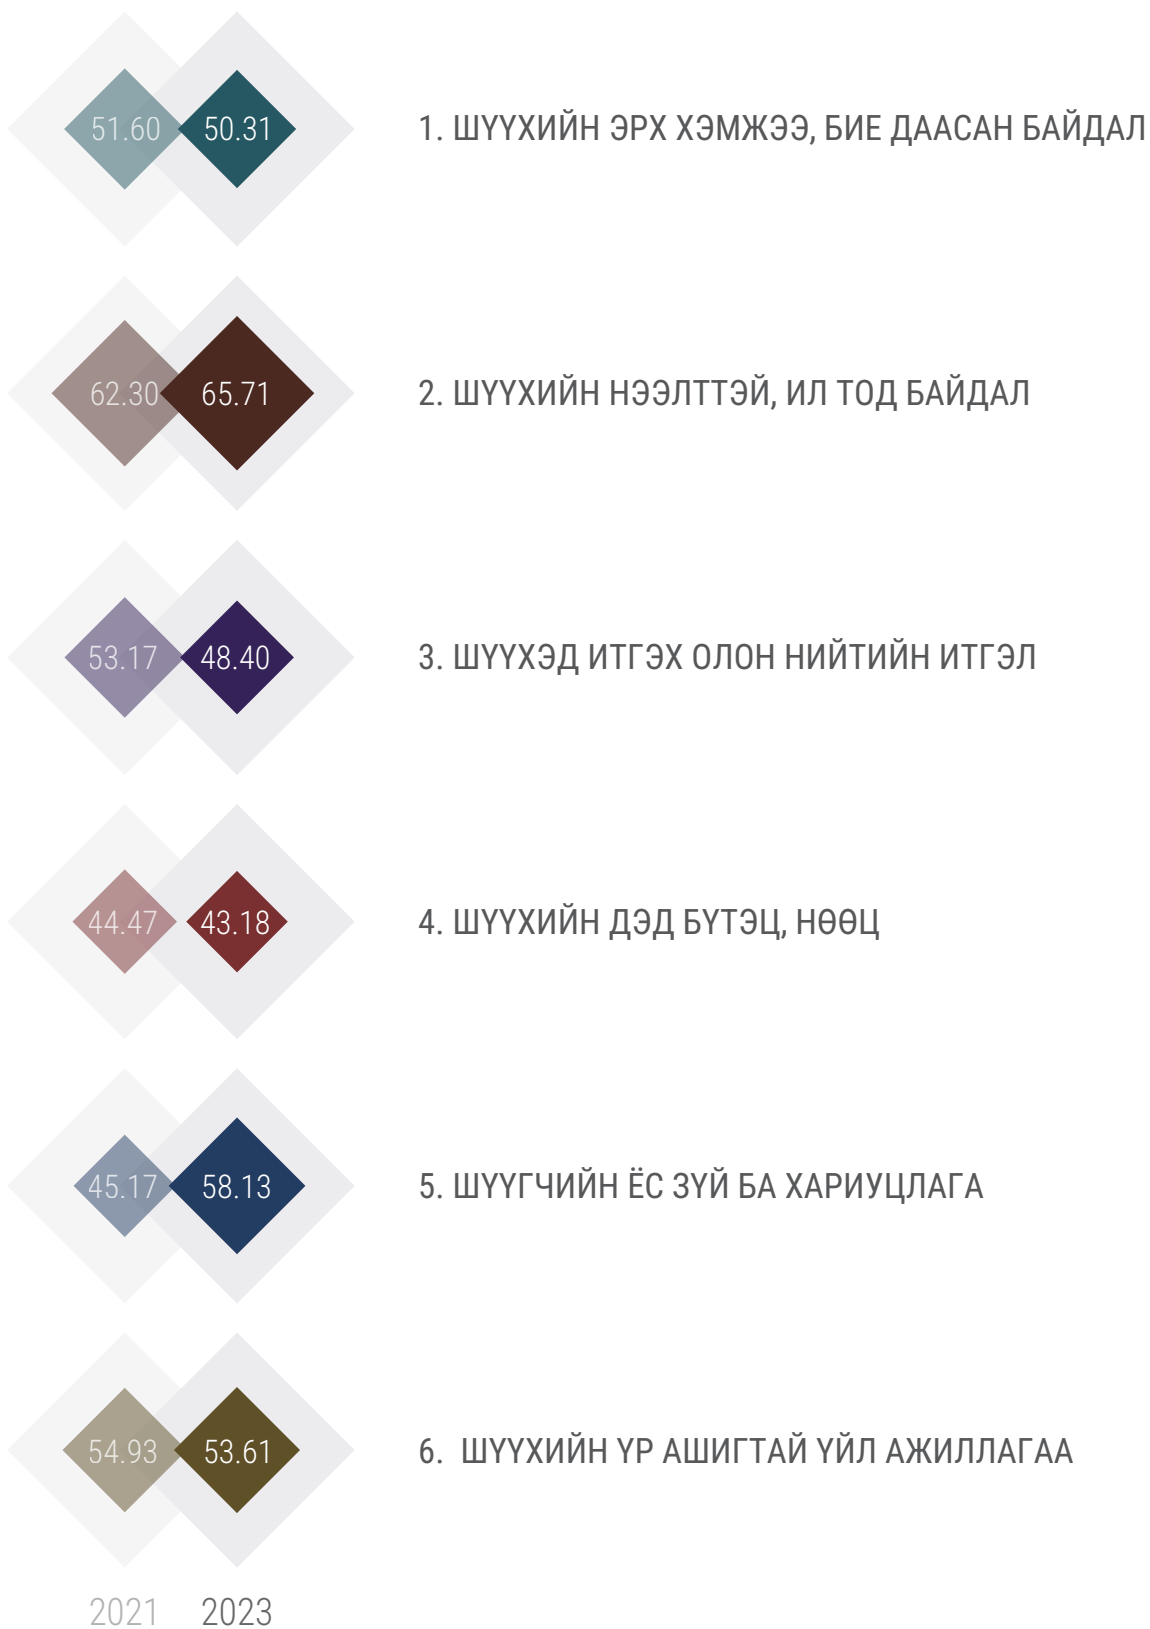 51.60 50.31 1. ШҮҮХИЙН ЭРХ ХЭМЖЭЭ, БИЕ ДААСАН БАЙДАЛ
62.30 65.71 2. ШҮҮХИЙН НЭЭЛТТЭЙ, ИЛ ТОД БАЙДАЛ
53.17 48.40 3. ШҮҮХЭД ИТГЭХ ОЛОН НИЙТИЙН ИТГЭЛ
44.47 43.18 4. ШҮҮХИЙН ДЭД БҮТЭЦ, НӨӨЦ
45.17 58.13 5. ШҮҮГЧИЙН ЁС ЗҮЙ БА ХАРИУЦЛАГА
54.93 53.61 6. ШҮҮХИЙН ҮР АШИГТАЙ ҮЙЛ АЖИЛЛАГАА
2021 2023